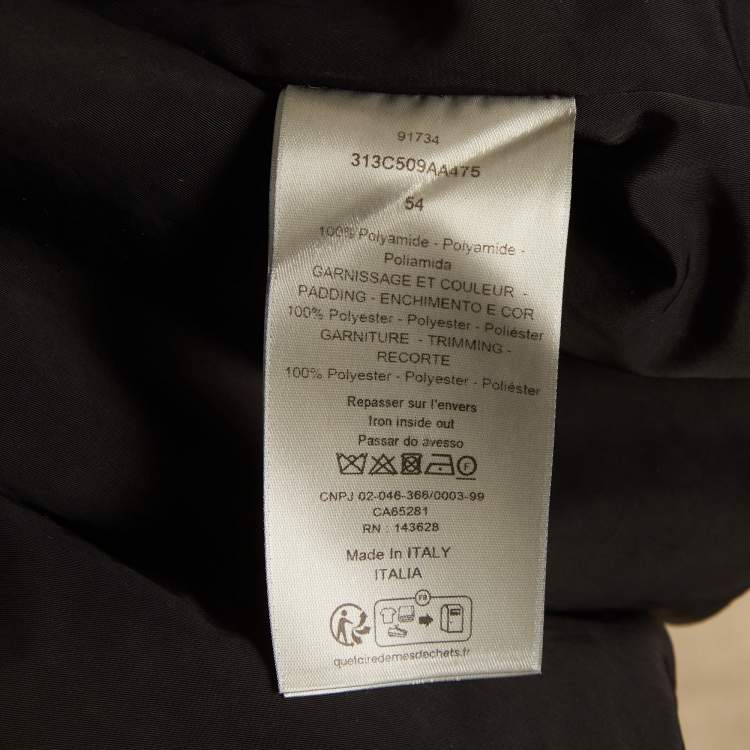 91734
313C509AA475
54
100% Polyamide - Polyamide -
Poliamida
GARNISSAGE ET COULEUR -
PADDING - ENCHIMENTO E COR
100% Polyester - Polyester - Poliéster
GARNITURE - TRIMMING -
RECORTE
100% Polyester - Polyester - Poliéster
Repasser sur l'envers
Iron inside out
Passar do avesso
F
CNPJ 02-046-366/0003-99
CA65281
RN : 143628
Made In ITALY
ITALIA
FR
quefairedemesdechets.fr